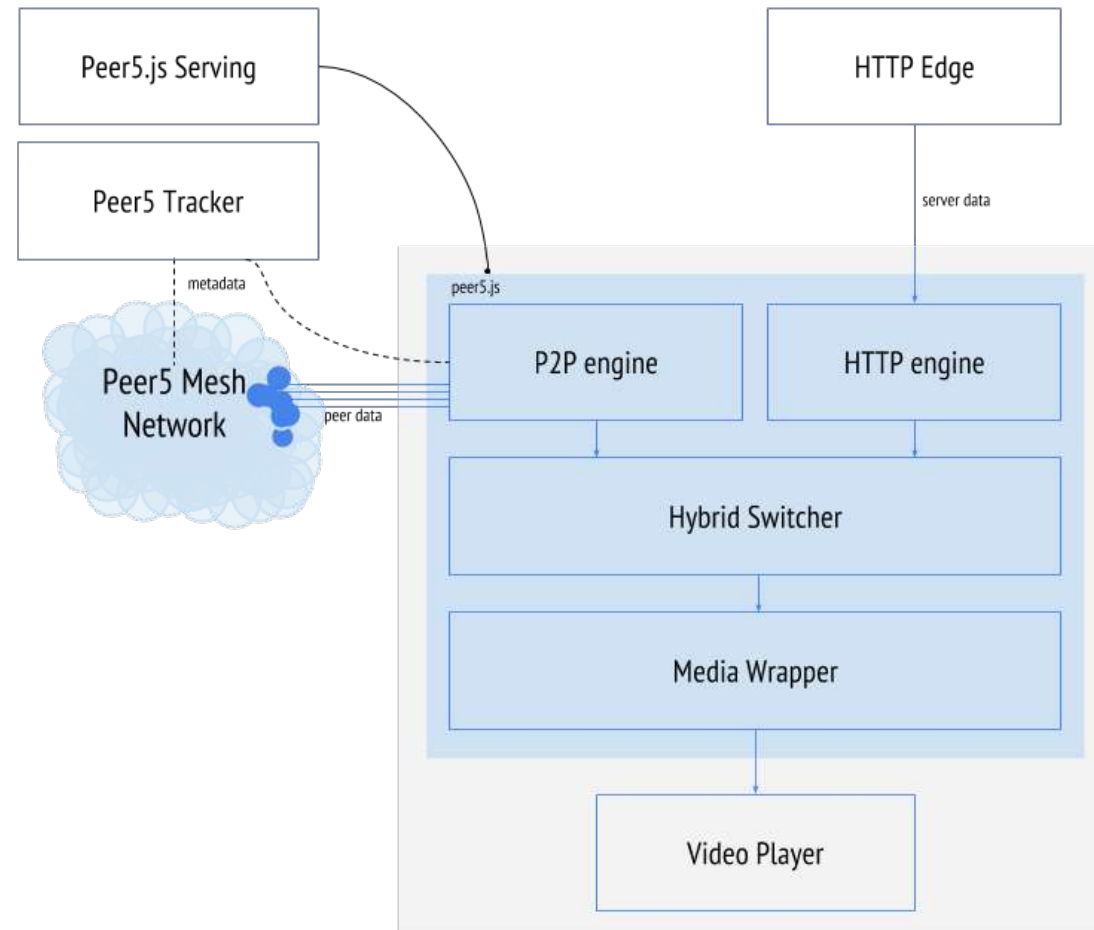 Peer5.js Serving
HTTP Edge
Peer5 Tracker
server data
metadata
peer5.js
P2P engine
HTTP engine
Peer5 Mesh
Network
peer data
Hybrid Switcher
Media Wrapper
Video Player